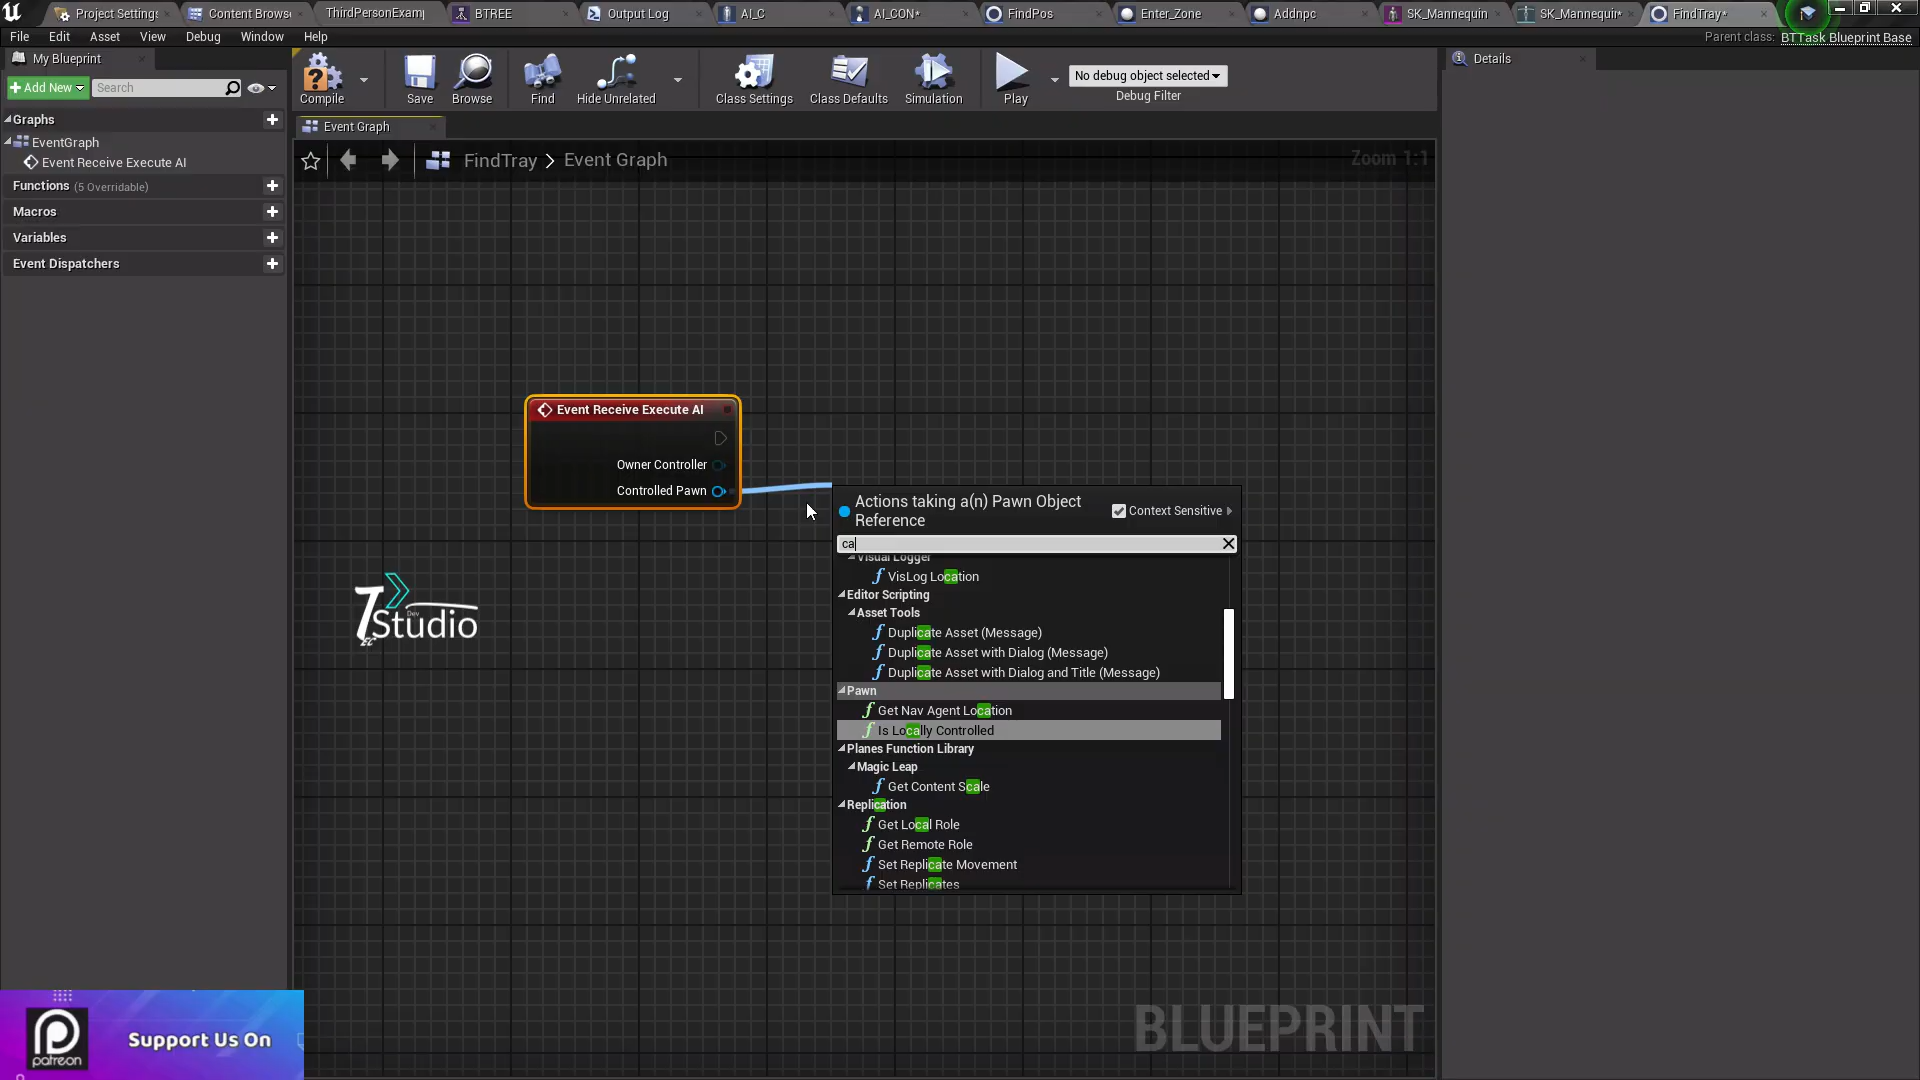 Project Settings
Content Browse
ThirdPersonExamp
BTREE
Output Log
AI_C
AI_CON*
FindPos
Enter_Zone
Addnpc
SK_Mannequin
SK_Mannequin*
FindTray*
File
Edit
Asset
View
Debug
Window
Help
Parent class: BTTask Blueprint Base
My Blueprint
Details
Add New
Search
Compile
Save
Browse
Find
Hide Unrelated
Class Settings
Class Defaults
Simulation
Play
No debug object selected
Debug Filter
Graphs
EventGraph
Event Receive Execute AI
Functions (5 Overridable)
Macros
Variables
Event Dispatchers
Event Graph
FindTray > Event Graph
Zoom 1:1
Event Receive Execute AI
Owner Controller
Controlled Pawn
Actions taking a(n) Pawn Object
Reference
Context Sensitive
ca
Visual Logger
VisLog Location
Editor Scripting
Asset Tools
Duplicate Asset (Message)
Duplicate Asset with Dialog (Message)
Duplicate Asset with Dialog and Title (Message)
Pawn
Get Nav Agent Location
Is Locally Controlled
Planes Function Library
Magic Leap
Get Content Scale
Replication
Get Local Role
Get Remote Role
Set Replicate Movement
Set Replicates
Dev
Studio
BLUEPRINT
patreon
Support Us On